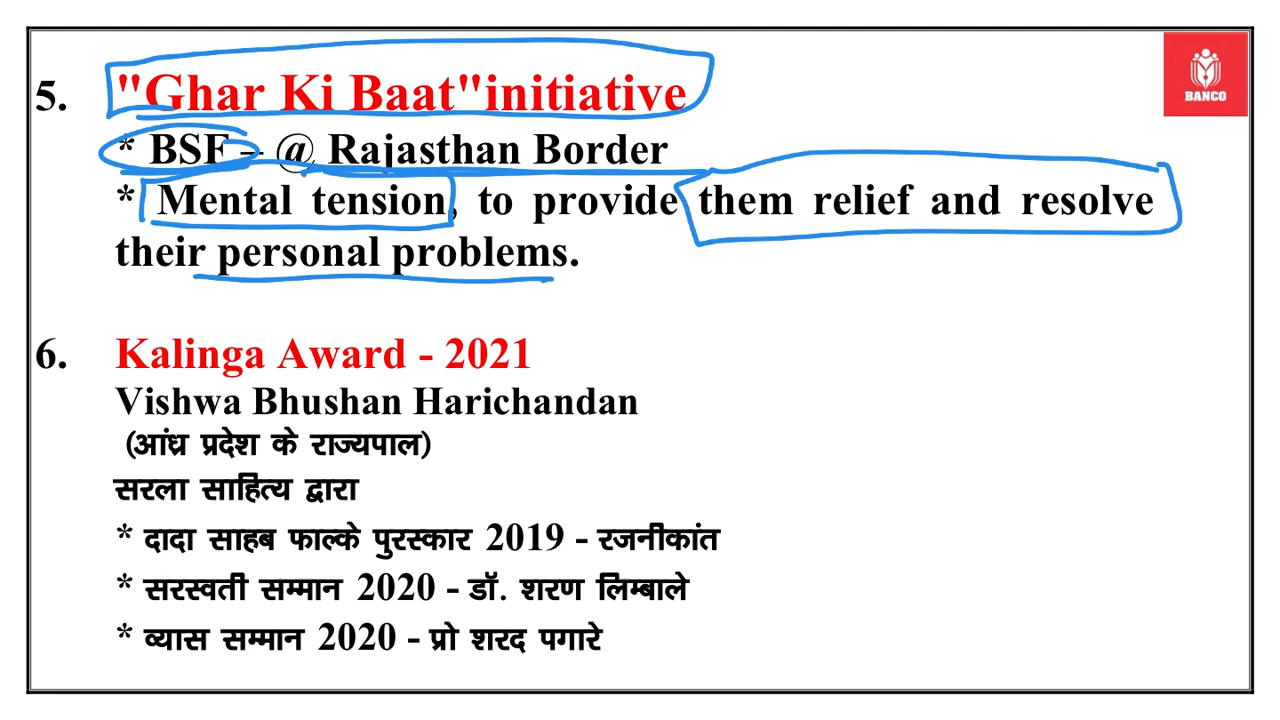 5. "Ghar Ki Baat"initiative
BANCO
* BSF – @ Rajasthan Border
* Mental tension, to provide them relief and resolve
their personal problems.
6. Kalinga Award - 2021
Vishwa Bhushan Harichandan
(आंध्र प्रदेश के राज्यपाल)
सरला साहित्य द्वारा
* दादा साहब फाल्के पुरस्कार 2019 - रजनीकांत
* सरस्वती सम्मान 2020 - डॉ. शरण लिम्बाले
* व्यास सम्मान 2020 - प्रो शरद पगारे